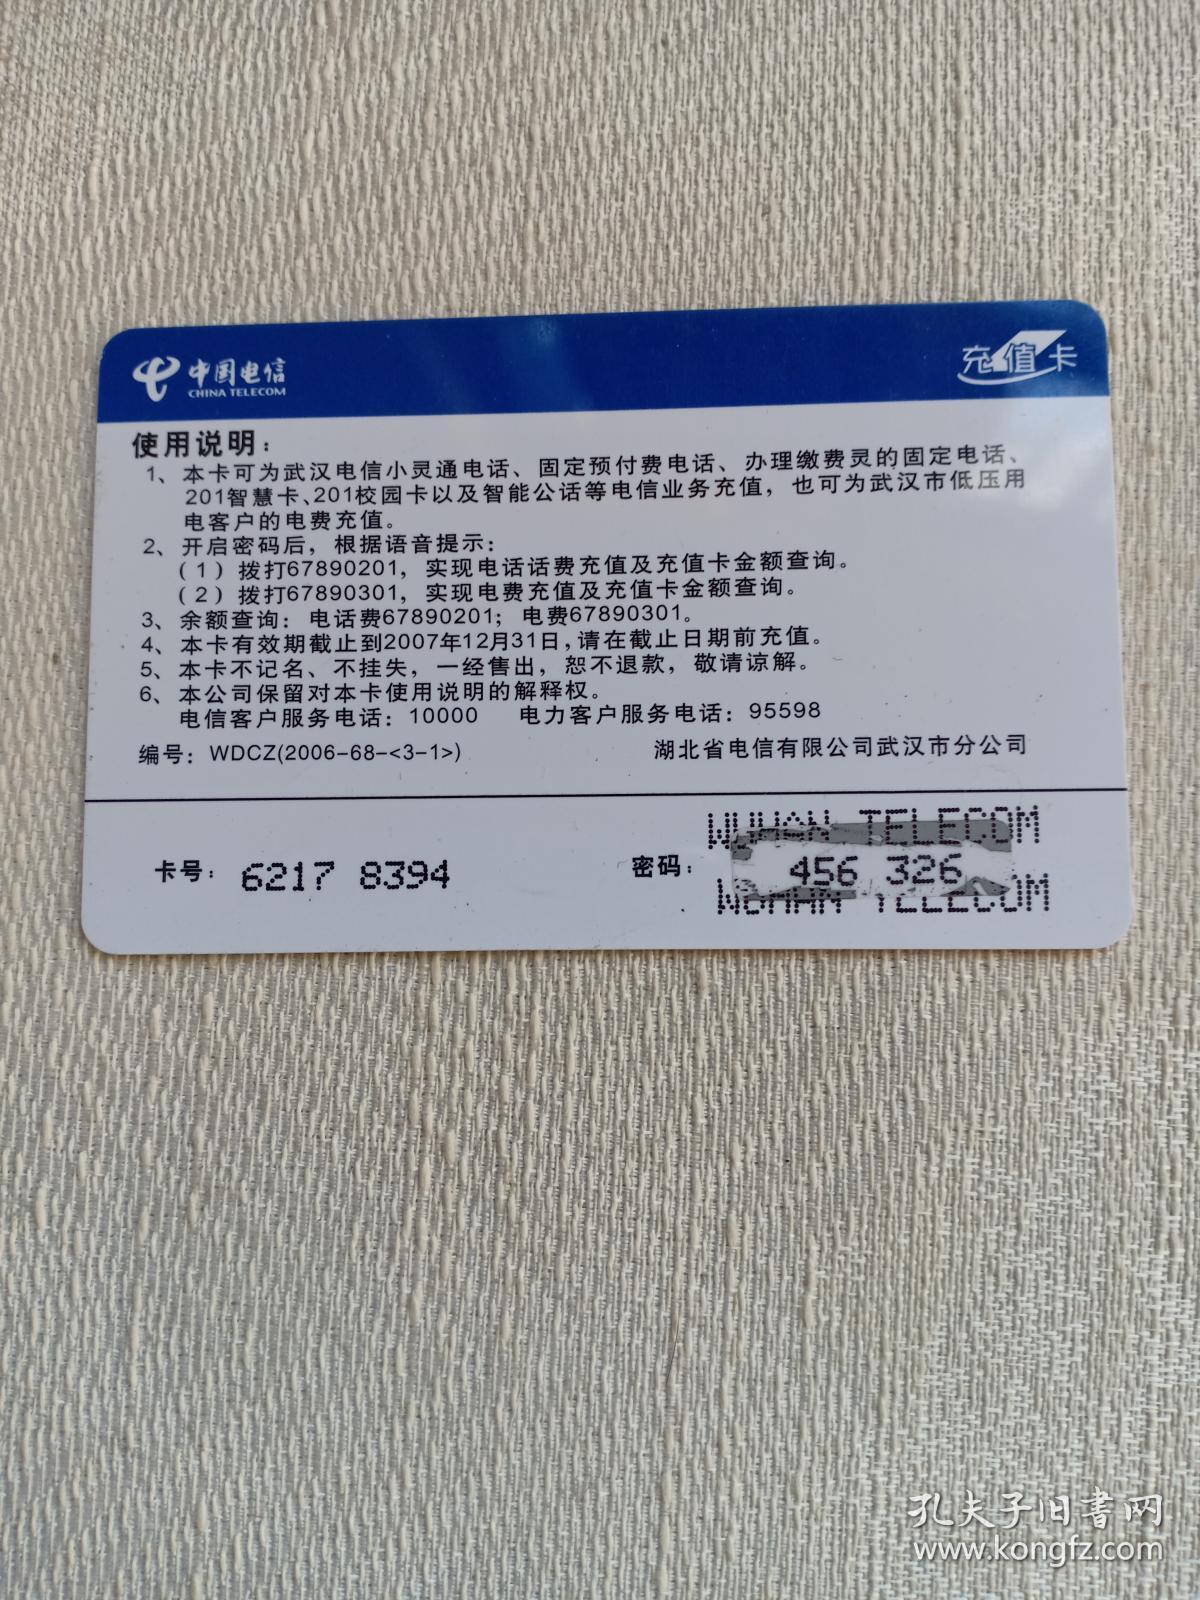 中国电信
CHINA TELECOM
充值卡
使用说明：
1、本卡可为武汉电信小灵通电话、固定预付费电话、办理缴费灵的固定电话、
201智慧卡、201校园卡以及智能公话等电信业务充值，也可为武汉市低压用
电客户的电费充值。
2、开启密码后，根据语音提示：
（1）拨打67890201，实现电话话费充值及充值卡金额查询。
（2）拨打67890301，实现电费充值及充值卡金额查询。
3、余额查询：电话费67890201；电费67890301。
4、本卡有效期截止到2007年12月31日，请在截止日期前充值。
5、本卡不记名、不挂失，一经售出，恕不退款，敬请谅解。
6、本公司保留对本卡使用说明的解释权。
电信客户服务电话：10000 电力客户服务电话：95598
编号：WDCZ(2006-68-<3-1>) 湖北省电信有限公司武汉市分公司
WUHAN TELECOM
卡号：6217 8394 密码：456 326
WUHAN TELECOM
孔夫子旧书网
www.kongfz.com